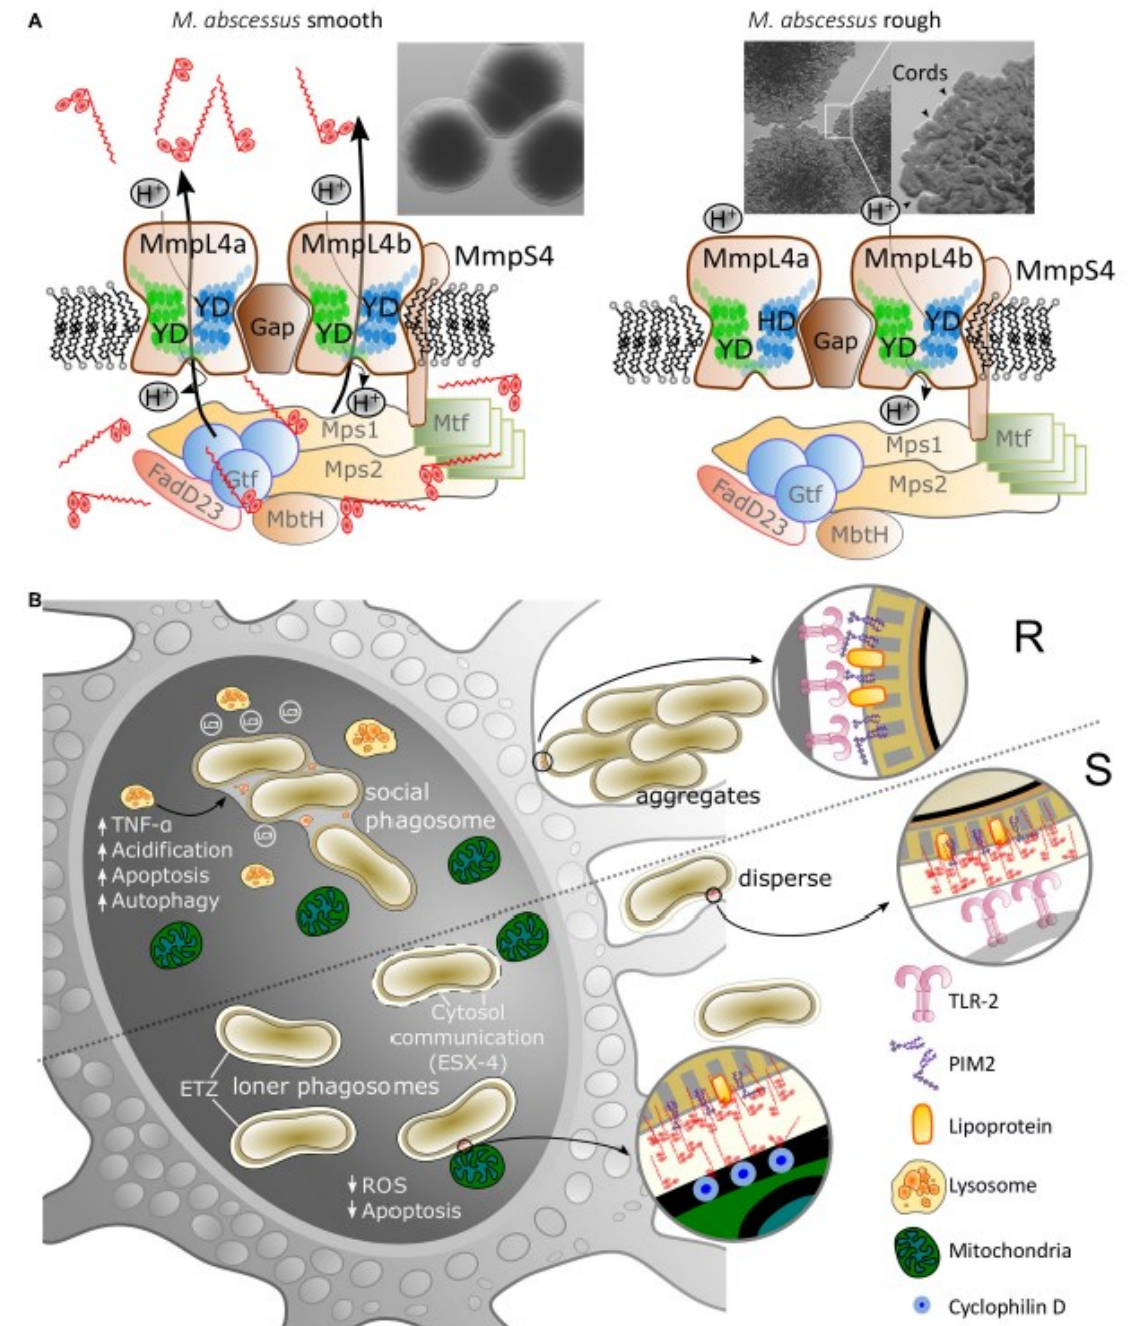 A
M. abscessus smooth
M. abscessus rough
Cords
H+
H+
H+
H+
MmpL4a
MmpL4b
MmpS4
MmpL4a
MmpL4b
MmpS4
YD
YD
Gap
YD
YD
YD
HD
Gap
YD
YD
H+
H+
H+
Mps1
Mtf
Mps2
Gtf
FadD23
MbtH
Mps1
Mtf
Mps2
Gtf
FadD23
MbtH
B
R
S
social
phagosome
TNF-α
Acidification
Apoptosis
Autophagy
aggregates
disperse
Cytosol
communication
(ESX-4)
ETZ
loner phagosomes
ROS
Apoptosis
TLR-2
PIM2
Lipoprotein
Lysosome
Mitochondria
Cyclophilin D